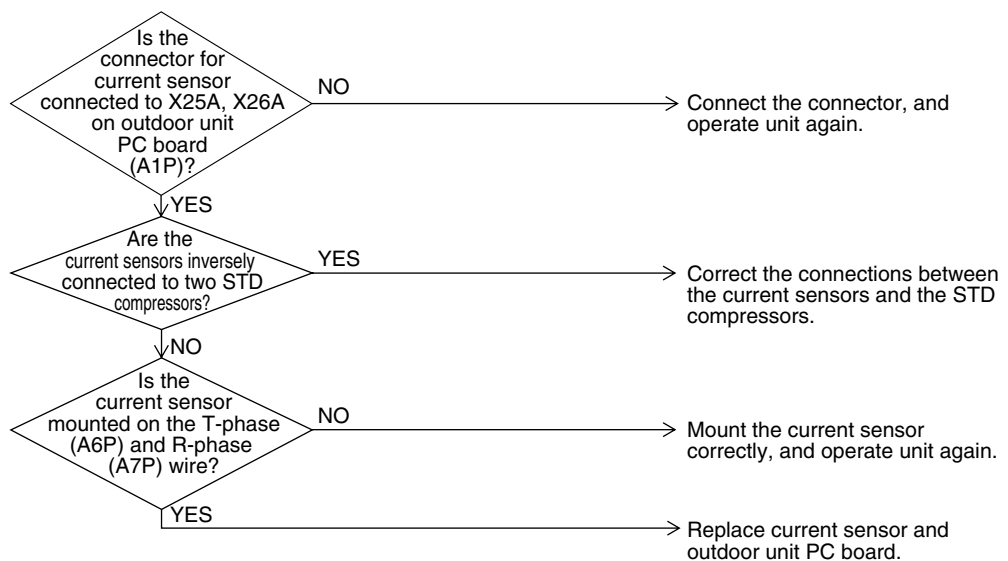 Is the
connector for
current sensor
connected to X25A, X26A
on outdoor unit
PC board
(A1P)?
NO
Connect the connector, and
operate unit again.
YES
Are the
current sensors inversely
connected to two STD
compressors?
YES
Correct the connections between
the current sensors and the STD
compressors.
NO
Is the
current sensor
mounted on the T-phase
(A6P) and R-phase
(A7P) wire?
NO
Mount the current sensor
correctly, and operate unit again.
YES
Replace current sensor and
outdoor unit PC board.